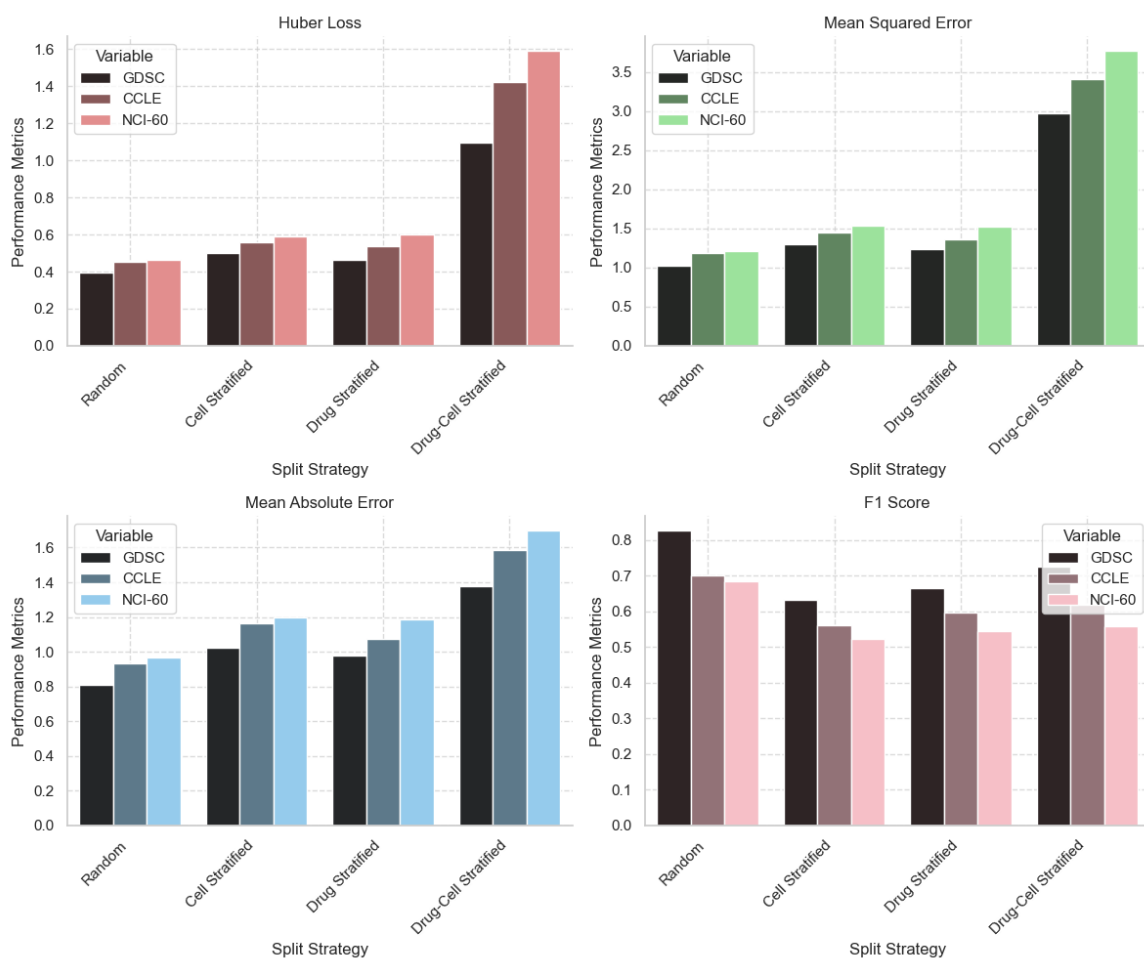 Huber Loss
Performance Metrics
1.6
1.4
1.2
1.0
0.8
0.6
0.4
0.2
0.0
Variable
GDSC
CCLE
NCI-60
Random
Cell Stratified
Drug Stratified
Drug-Cell Stratified
Split Strategy
Mean Squared Error
Performance Metrics
3.5
3.0
2.5
2.0
1.5
1.0
0.5
0.0
Variable
GDSC
CCLE
NCI-60
Random
Cell Stratified
Drug Stratified
Drug-Cell Stratified
Split Strategy
Mean Absolute Error
Performance Metrics
1.6
1.4
1.2
1.0
0.8
0.6
0.4
0.2
0.0
Variable
GDSC
CCLE
NCI-60
Random
Cell Stratified
Drug Stratified
Drug-Cell Stratified
Split Strategy
F1 Score
Performance Metrics
0.8
0.7
0.6
0.5
0.4
0.3
0.2
0.1
0.0
Variable
GDSC
CCLE
NCI-60
Random
Cell Stratified
Drug Stratified
Drug-Cell Stratified
Split Strategy